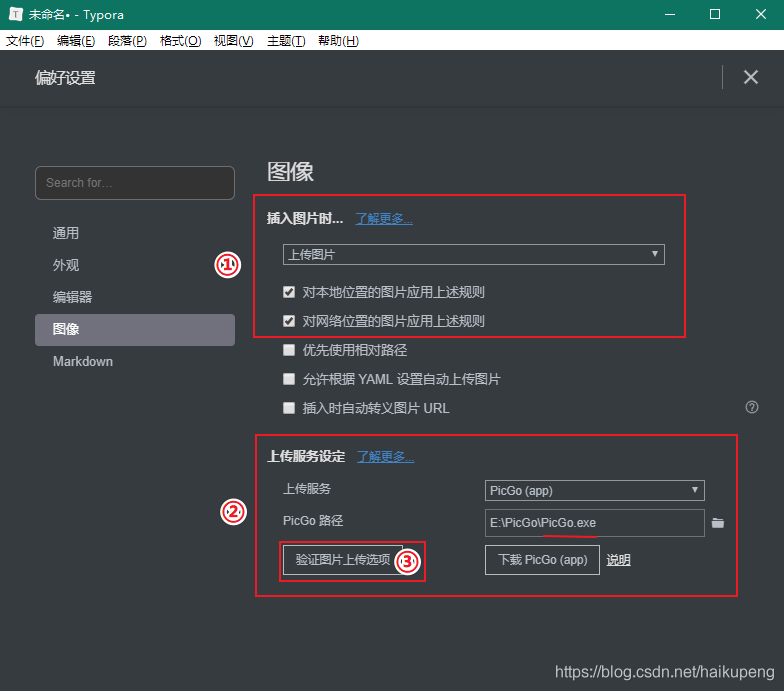 未命名• - Typora
文件(F) 编辑(E) 段落(P) 格式(O) 视图(V) 主题(T) 帮助(H)
偏好设置
Search for...
通用
外观
编辑器
图像
Markdown
图像
插入图片时... 了解更多...
①
上传图片
对本地位置的图片应用上述规则
对网络位置的图片应用上述规则
优先使用相对路径
允许根据 YAML 设置自动上传图片
插入时自动转义图片 URL
上传服务设定 了解更多...
②
上传服务 PicGo (app)
PicGo 路径 E:\PicGo\PicGo.exe
验证图片上传选项 ③ 下载 PicGo (app) 说明
https://blog.csdn.net/haikupeng